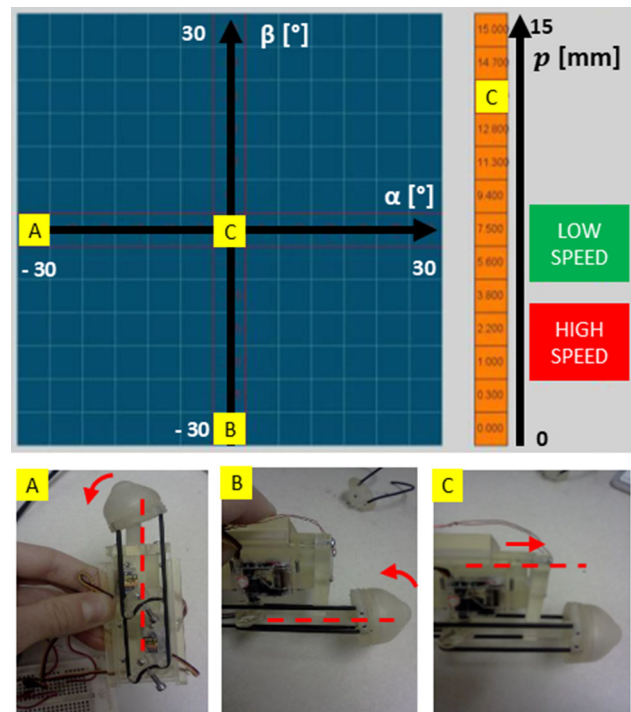 30
β [°]
15.000
15
14.700
p [mm]
C
12.800
11.300
α [°]
9.400
A
C
7.500
LOW
SPEED
- 30
30
5.600
3.800
2.200
HIGH
SPEED
1.000
0.300
- 30
B
0.000
0
A
B
C